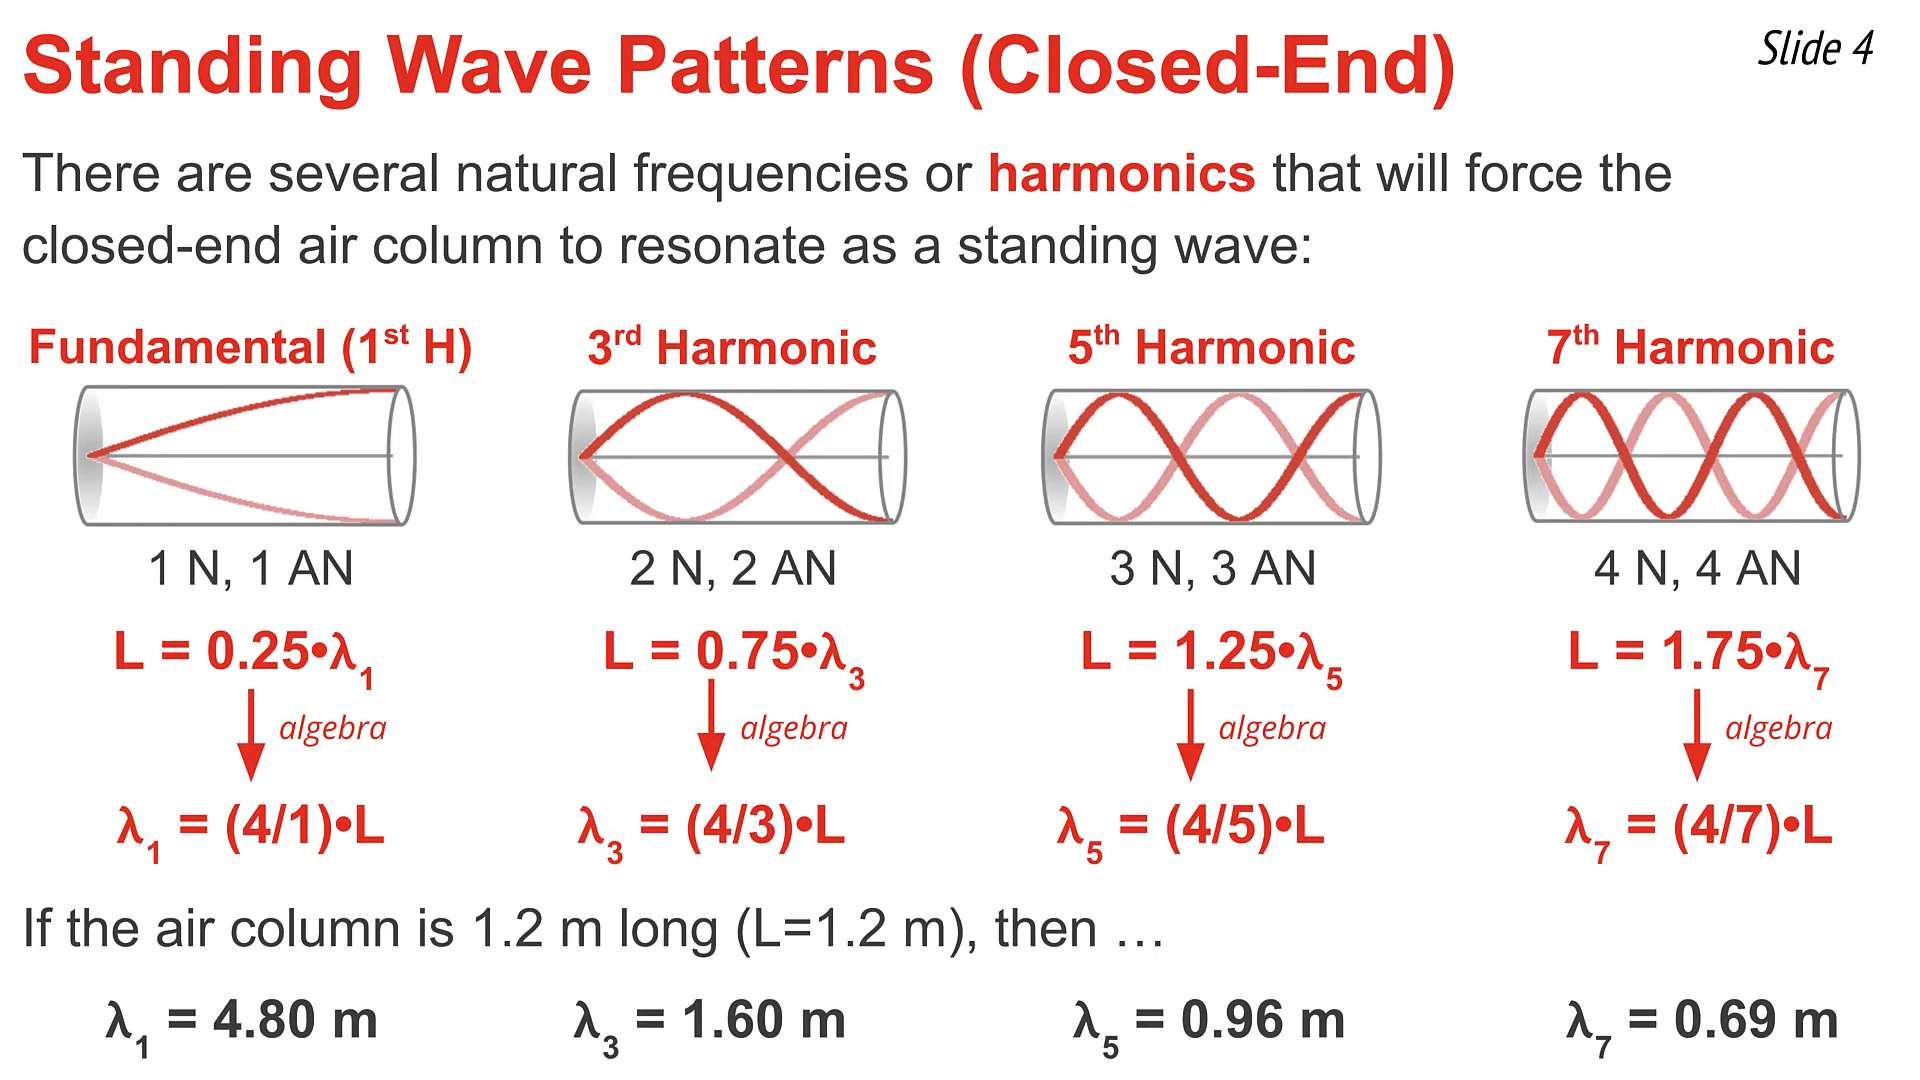 Standing Wave Patterns (Closed-End)
Slide 4
There are several natural frequencies or harmonics that will force the
closed-end air column to resonate as a standing wave:
Fundamental (1st H)
3rd Harmonic
5th Harmonic
7th Harmonic
1 N, 1 AN
2 N, 2 AN
3 N, 3 AN
4 N, 4 AN
L = 0.25•λ1
L = 0.75•λ3
L = 1.25•λ5
L = 1.75•λ7
algebra
algebra
algebra
algebra
λ1 = (4/1)•L
λ3 = (4/3)•L
λ5 = (4/5)•L
λ7 = (4/7)•L
If the air column is 1.2 m long (L=1.2 m), then …
λ1 = 4.80 m
λ3 = 1.60 m
λ5 = 0.96 m
λ7 = 0.69 m